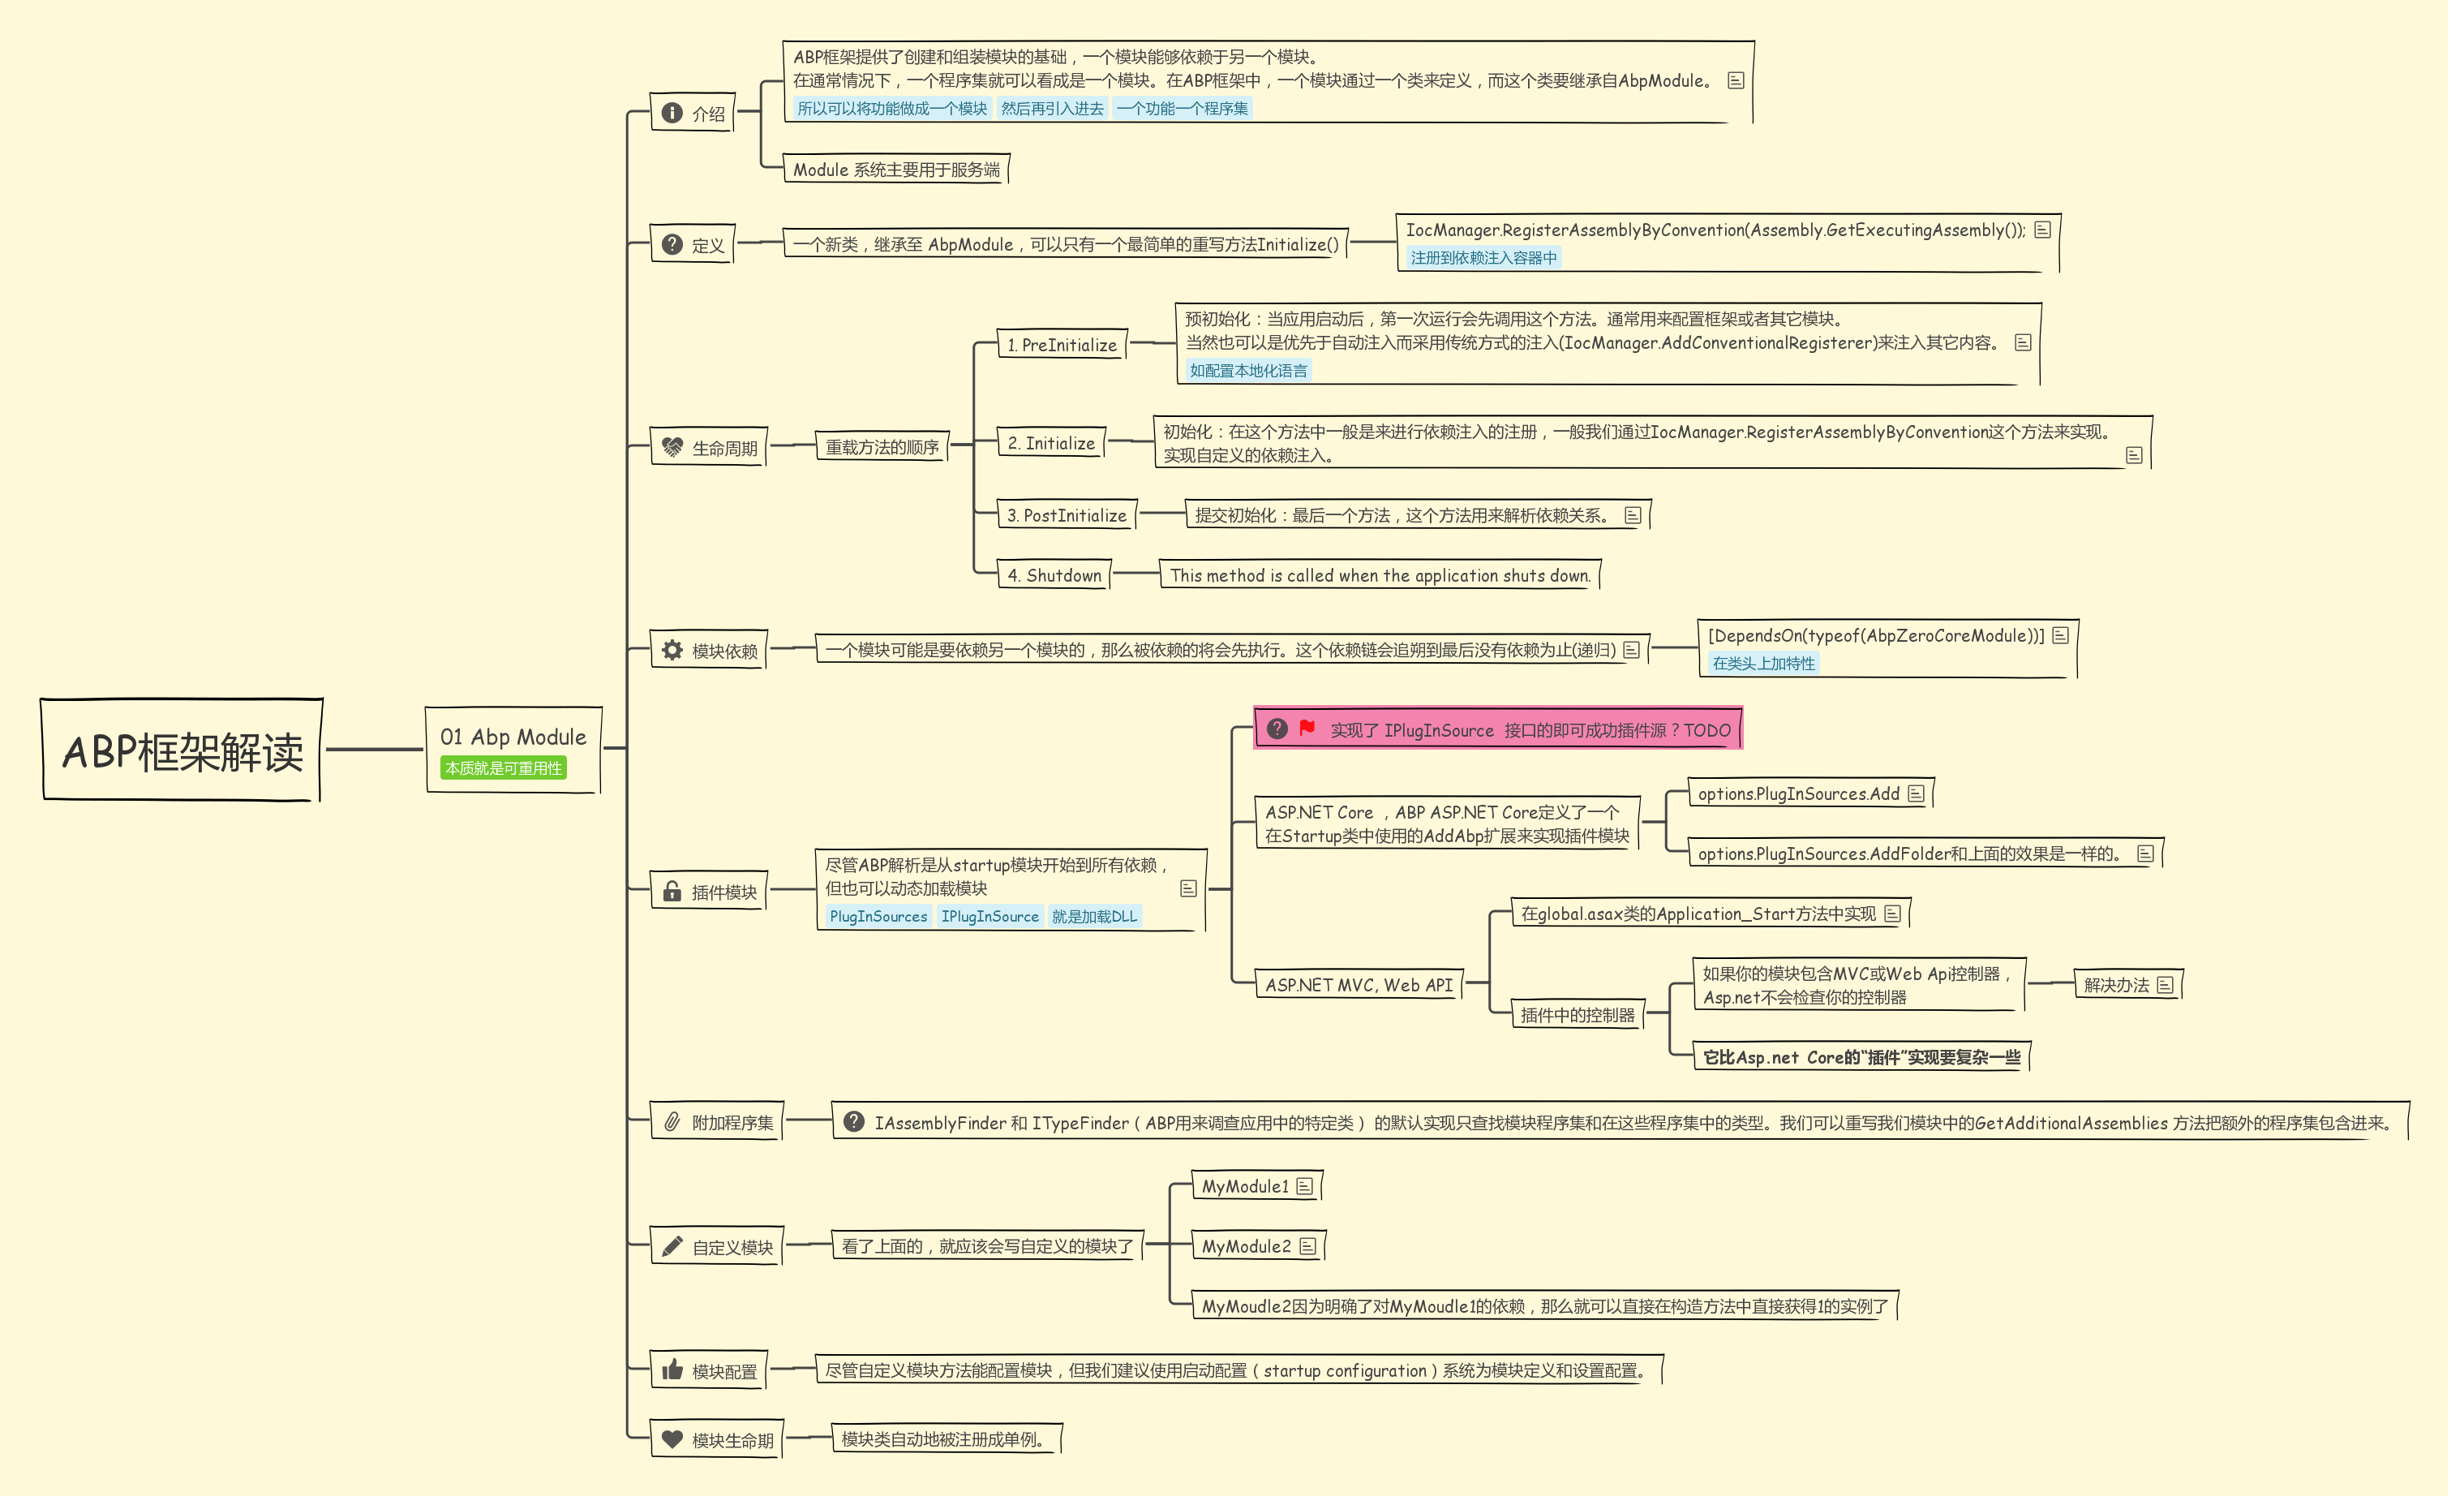 ABP框架解读
01 Abp Module
本质就是可重用性
介绍
ABP框架提供了创建和组装模块的基础，一个模块能够依赖于另一个模块。
在通常情况下，一个程序集就可以看成是一个模块。在ABP框架中，一个模块通过一个类来定义，而这个类要继承自AbpModule。
所以可以将功能做成一个模块 然后再引入进去 一个功能一个程序集
Module 系统主要用于服务端
定义
一个新类，继承至 AbpModule，可以只有一个最简单的重写方法Initialize()
IocManager.RegisterAssemblyByConvention(Assembly.GetExecutingAssembly());
注册到依赖注入容器中
生命周期
重载方法的顺序
1. PreInitialize
预初始化：当应用启动后，第一次运行会先调用这个方法。通常用来配置框架或者其它模块。
当然也可以是优先于自动注入而采用传统方式的注入(IocManager.AddConventionalRegisterer)来注入其它内容。
如配置本地化语言
2. Initialize
初始化：在这个方法中一般是来进行依赖注入的注册，一般我们通过IocManager.RegisterAssemblyByConvention这个方法来实现。
实现自定义的依赖注入。
3. PostInitialize
提交初始化：最后一个方法，这个方法用来解析依赖关系。
4. Shutdown
This method is called when the application shuts down.
模块依赖
一个模块可能是要依赖另一个模块的，那么被依赖的将会先执行。这个依赖链会追朔到最后没有依赖为止(递归)
[DependsOn(typeof(AbpZeroCoreModule))]
在类头上加特性
插件模块
尽管ABP解析是从startup模块开始到所有依赖，
但也可以动态加载模块
PlugInSources IPlugInSource 就是加载DLL
实现了 IPlugInSource 接口的即可成功插件源？TODO
ASP.NET Core ，ABP ASP.NET Core定义了一个
在Startup类中使用的AddAbp扩展来实现插件模块
options.PlugInSources.Add
options.PlugInSources.AddFolder和上面的效果是一样的。
ASP.NET MVC, Web API
在global.asax类的Application_Start方法中实现
插件中的控制器
如果你的模块包含MVC或Web Api控制器，
Asp.net不会检查你的控制器
解决办法
它比Asp.net Core的“插件”实现要复杂一些
附加程序集
IAssemblyFinder 和 ITypeFinder（ABP用来调查应用中的特定类） 的默认实现只查找模块程序集和在这些程序集中的类型。我们可以重写我们模块中的GetAdditionalAssemblies 方法把额外的程序集包含进来。
自定义模块
看了上面的，就应该会写自定义的模块了
MyModule1
MyModule2
MyMoudle2因为明确了对MyMoudle1的依赖，那么就可以直接在构造方法中直接获得1的实例了
模块配置
尽管自定义模块方法能配置模块，但我们建议使用启动配置（startup configuration）系统为模块定义和设置配置。
模块生命期
模块类自动地被注册成单例。